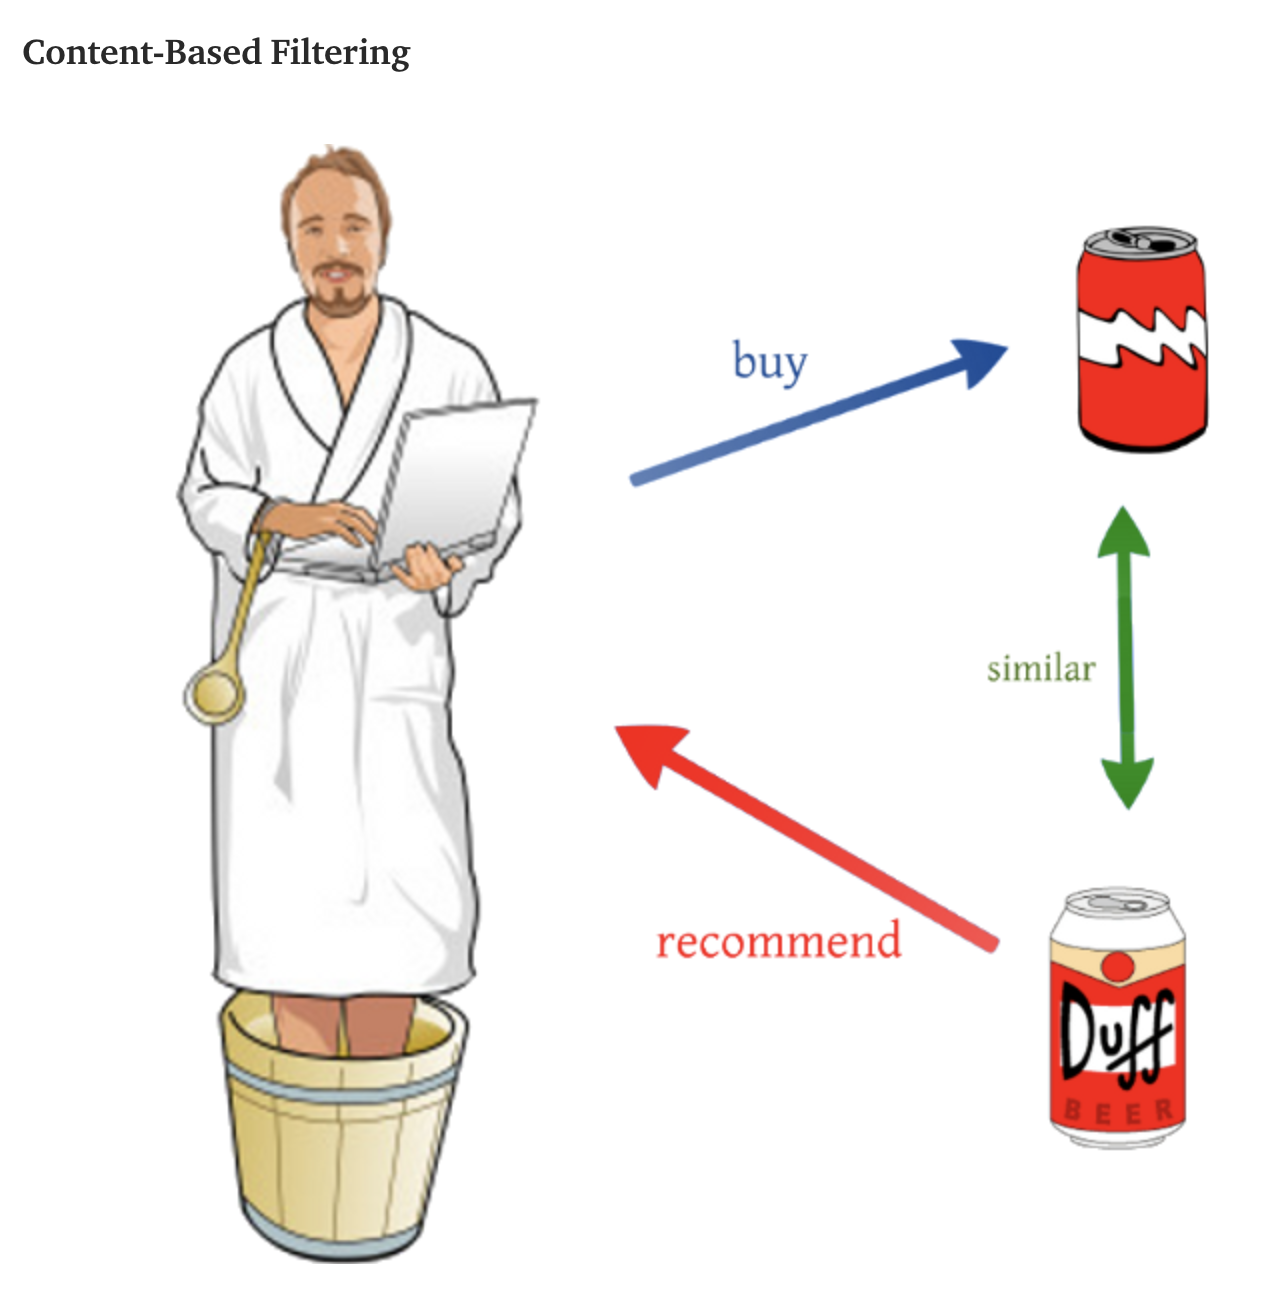 Content-Based Filtering
buy
similar
recommend
Duff
BEER